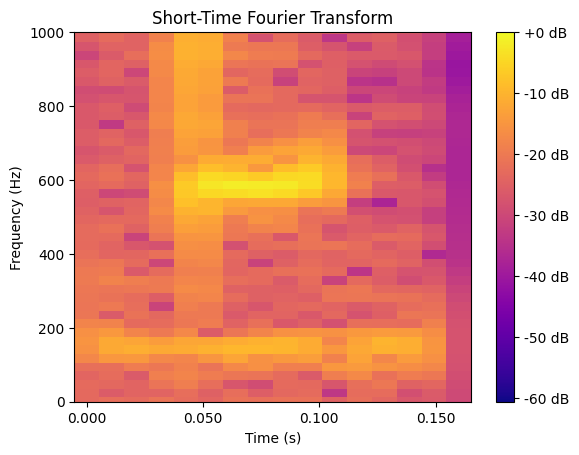 Short-Time Fourier Transform
Frequency (Hz)
1000
800
600
400
200
0
0.000
0.050
0.100
0.150
Time (s)
+0 dB
-10 dB
-20 dB
-30 dB
-40 dB
-50 dB
-60 dB